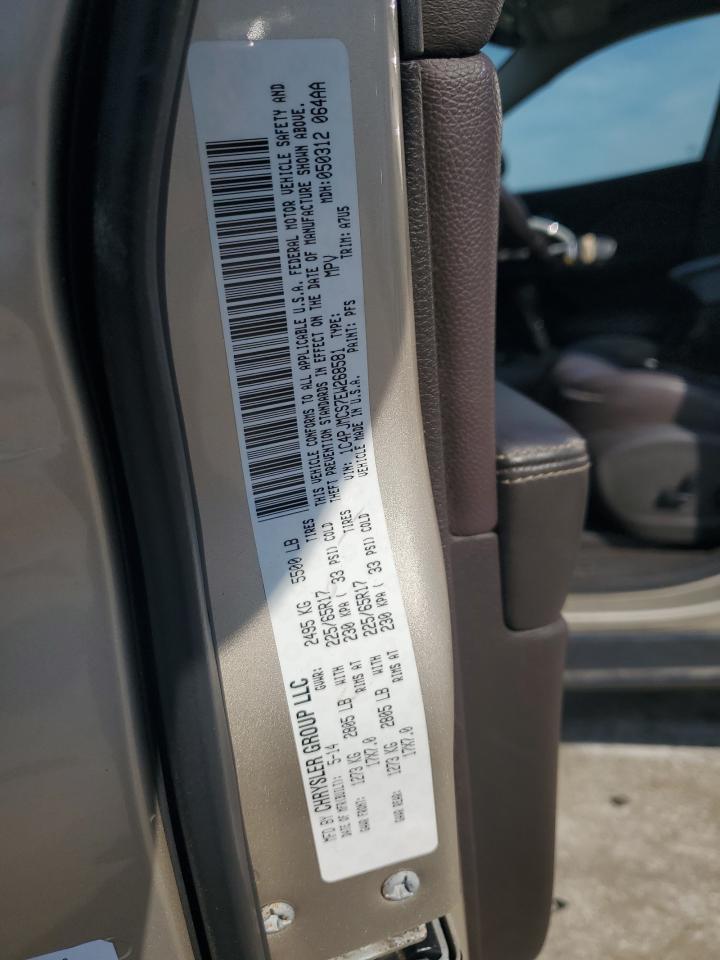 MFD BY CHRYSLER GROUP LLC
DATE OF MFR(BUILT): 5-14 GVWR: 2495 KG 5500 LB
GAWR FRONT: 1273 KG 2805 LB WITH 225/65R17 TIRES
17X7.0 RIMS AT 230 KPA ( 33 PSI) COLD
GAWR REAR: 1273 KG 2805 LB WITH 225/65R17 TIRES
17X7.0 RIMS AT 230 KPA ( 33 PSI) COLD
THIS VEHICLE CONFORMS TO ALL APPLICABLE U.S.A. FEDERAL MOTOR VEHICLE SAFETY AND
THEFT PREVENTION STANDARDS IN EFFECT ON THE DATE OF MANUFACTURE SHOWN ABOVE.
VIN: 1C4PJMCS7EW268581 TYPE: MPV MDH:050312 064AA
VEHICLE MADE IN U.S.A. PAINT: PFS TRIM: A7U5